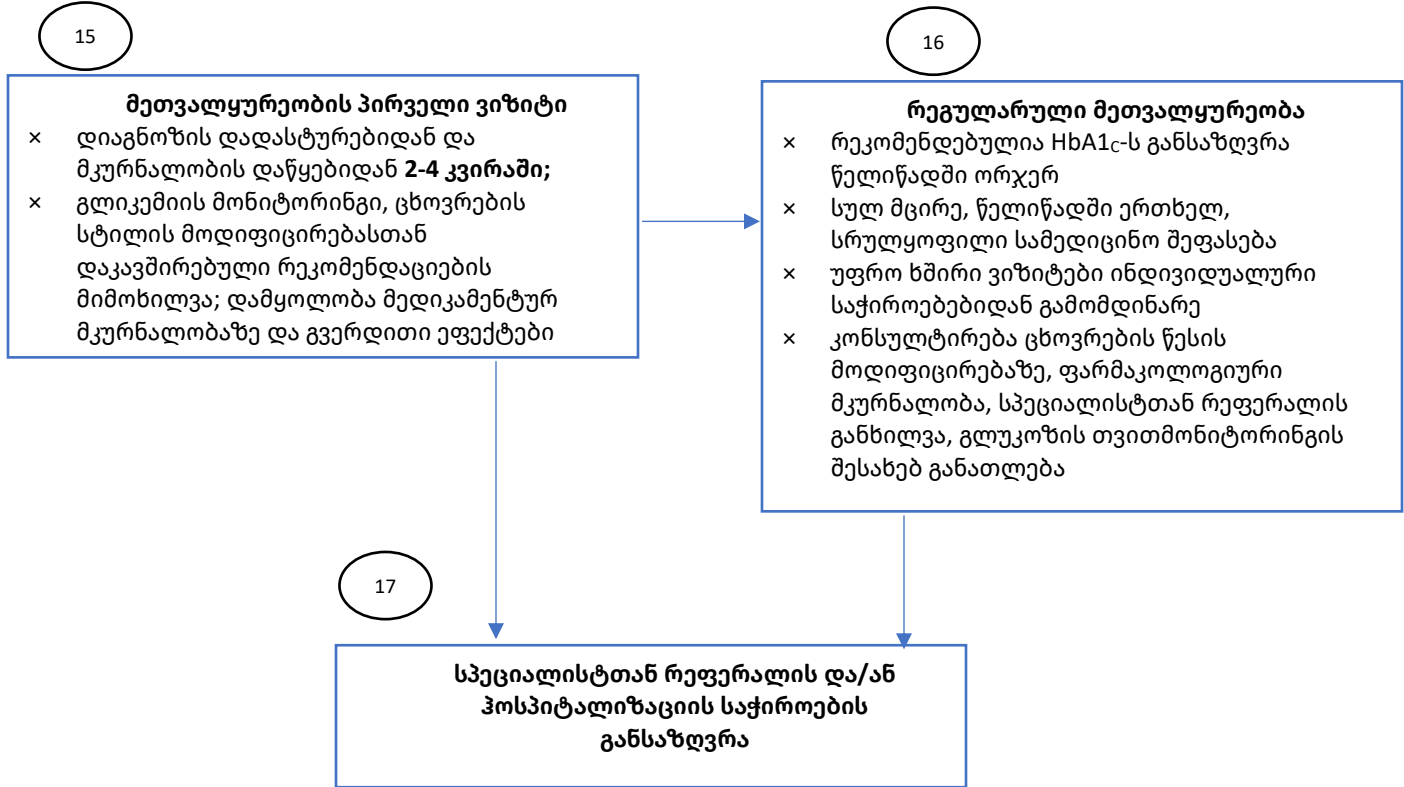 15
მეთვალყურეობის პირველი ვიზიტი
× დიაგნოზის დადასტურებიდან და
მკურნალობის დაწყებიდან 2-4 კვირაში;
× გლიკემიის მონიტორინგი, ცხოვრების
სტილის მოდიფიცირებასთან
დაკავშირებული რეკომენდაციების
მიმოხილვა; დამყოლობა მედიკამენტურ
მკურნალობაზე და გვერდითი ეფექტები
16
რეგულარული მეთვალყურეობა
× რეკომენდებულია HbA1c-ს განსაზღვრა
წელიწადში ორჯერ
× სულ მცირე, წელიწადში ერთხელ,
სრულყოფილი სამედიცინო შეფასება
× უფრო ხშირი ვიზიტები ინდივიდუალური
საჭიროებებიდან გამომდინარე
× კონსულტირება ცხოვრების წესის
მოდიფიცირებაზე, ფარმაკოლოგიური
მკურნალობა, სპეციალისტთან რეფერალის
განხილვა, გლუკოზის თვითმონიტორინგის
შესახებ განათლება
17
სპეციალისტთან რეფერალის და/ან
ჰოსპიტალიზაციის საჭიროების
განსაზღვრა